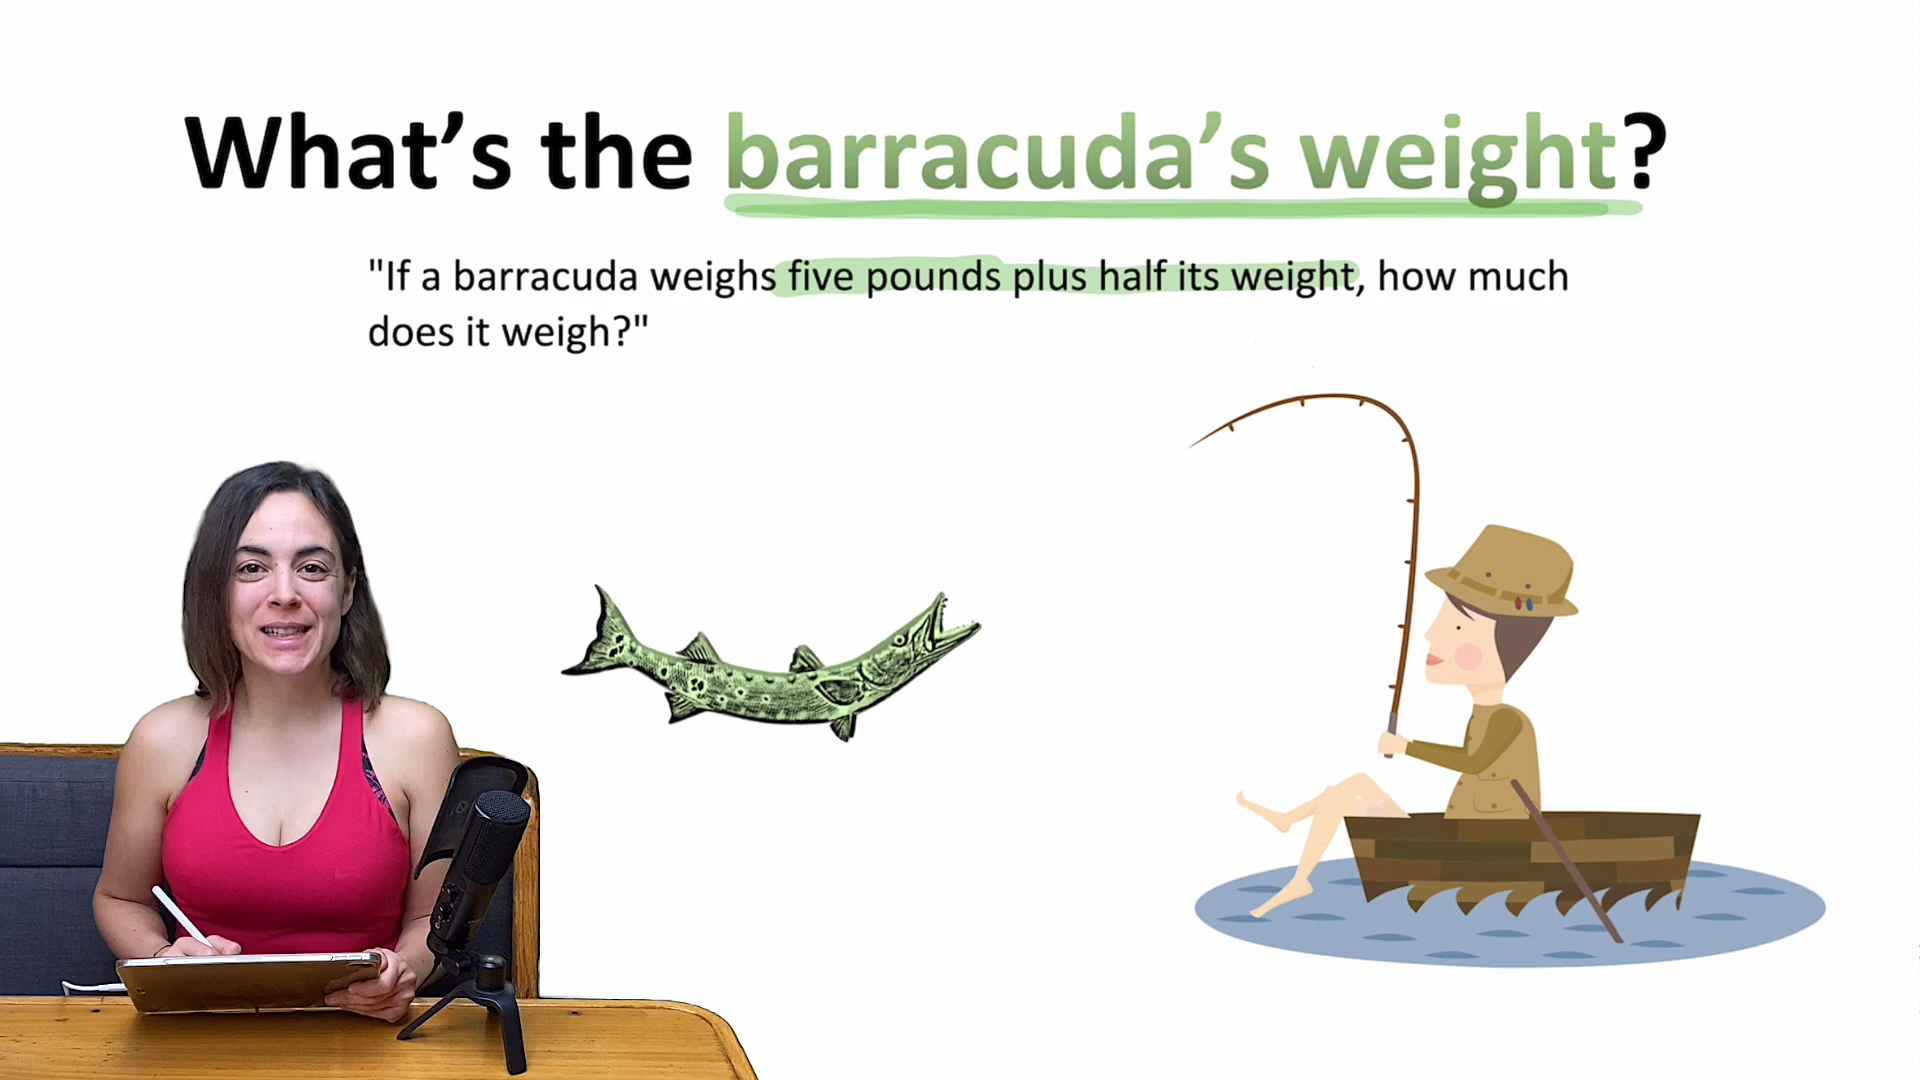 What’s the barracuda’s weight?
"If a barracuda weighs five pounds plus half its weight, how much
does it weigh?"